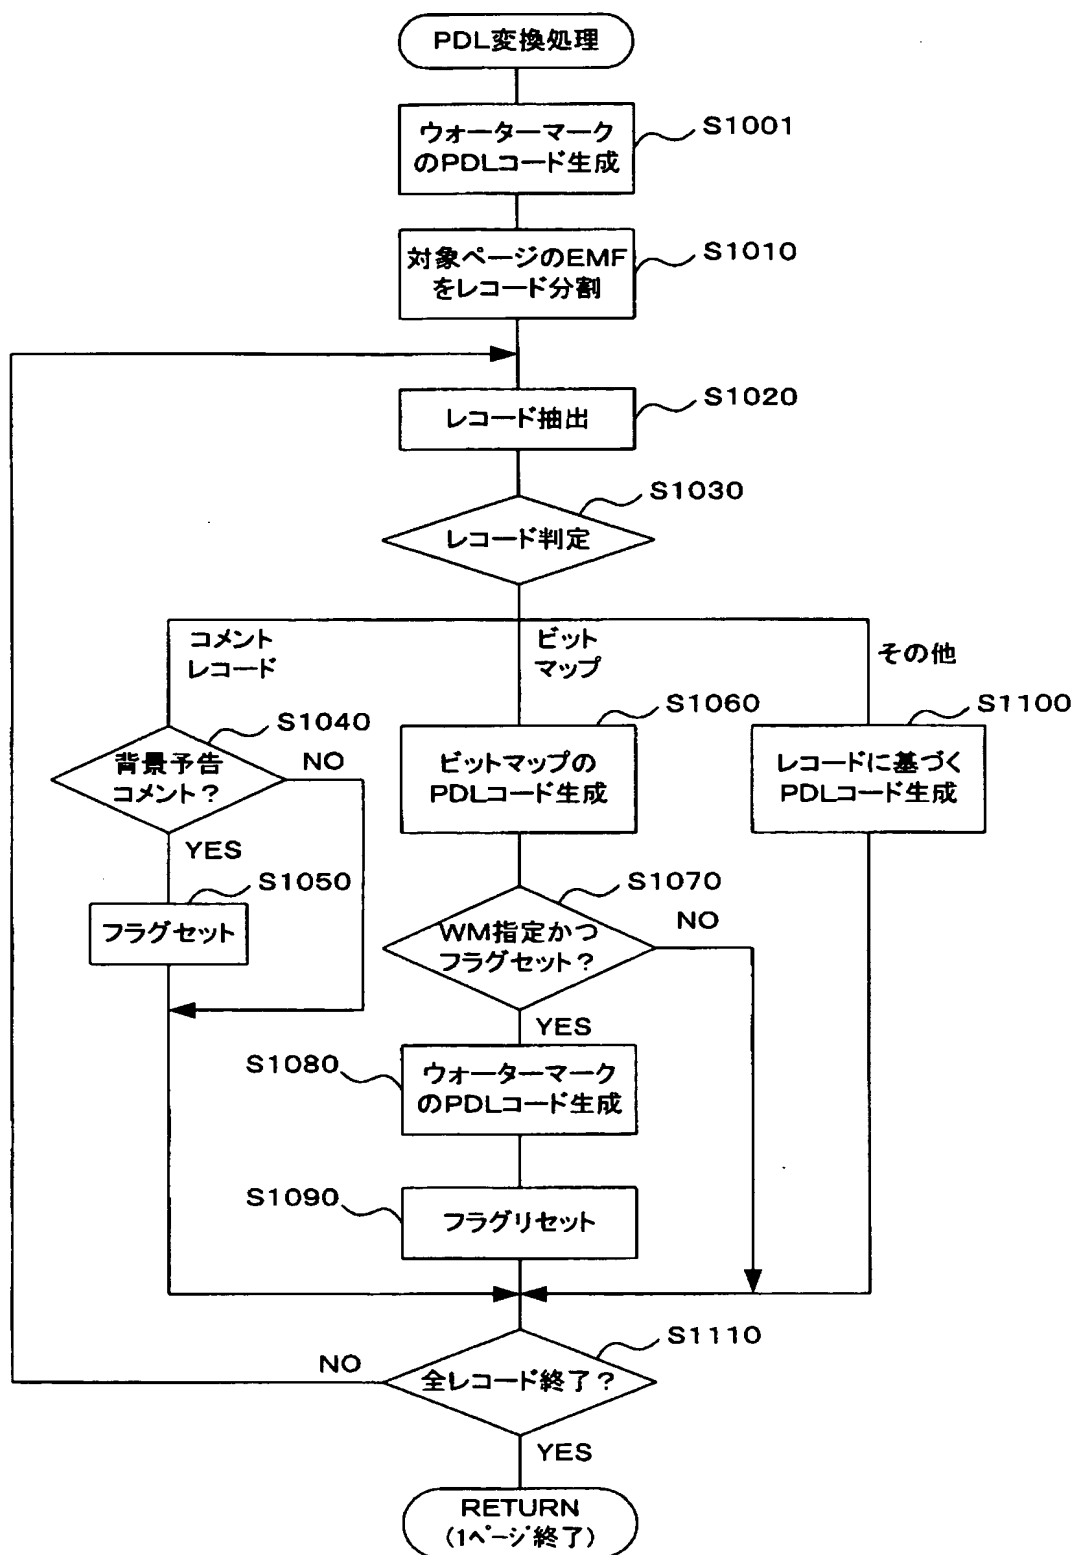 PDL変換処理
ウォーターマーク
のPDLコード生成
S1001
対象ページのEMF
をレコード分割
S1010
レコード抽出
S1020
レコード判定
S1030
コメント
レコード
ビット
マップ
その他
背景予告
コメント?
S1040
NO
YES
フラグセット
S1050
ビットマップの
PDLコード生成
S1060
レコードに基づく
PDLコード生成
S1100
WM指定かつ
フラグセット?
S1070
NO
YES
ウォーターマーク
のPDLコード生成
S1080
フラグリセット
S1090
全レコード終了?
S1110
NO
YES
RETURN
(1ページ終了)